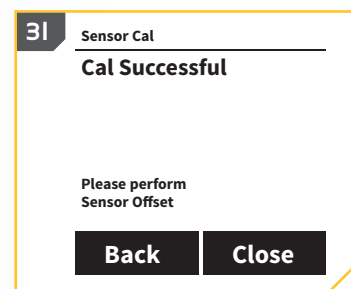 31
Sensor Cal
Cal Successful
Please perform
Sensor Offset
Back Close